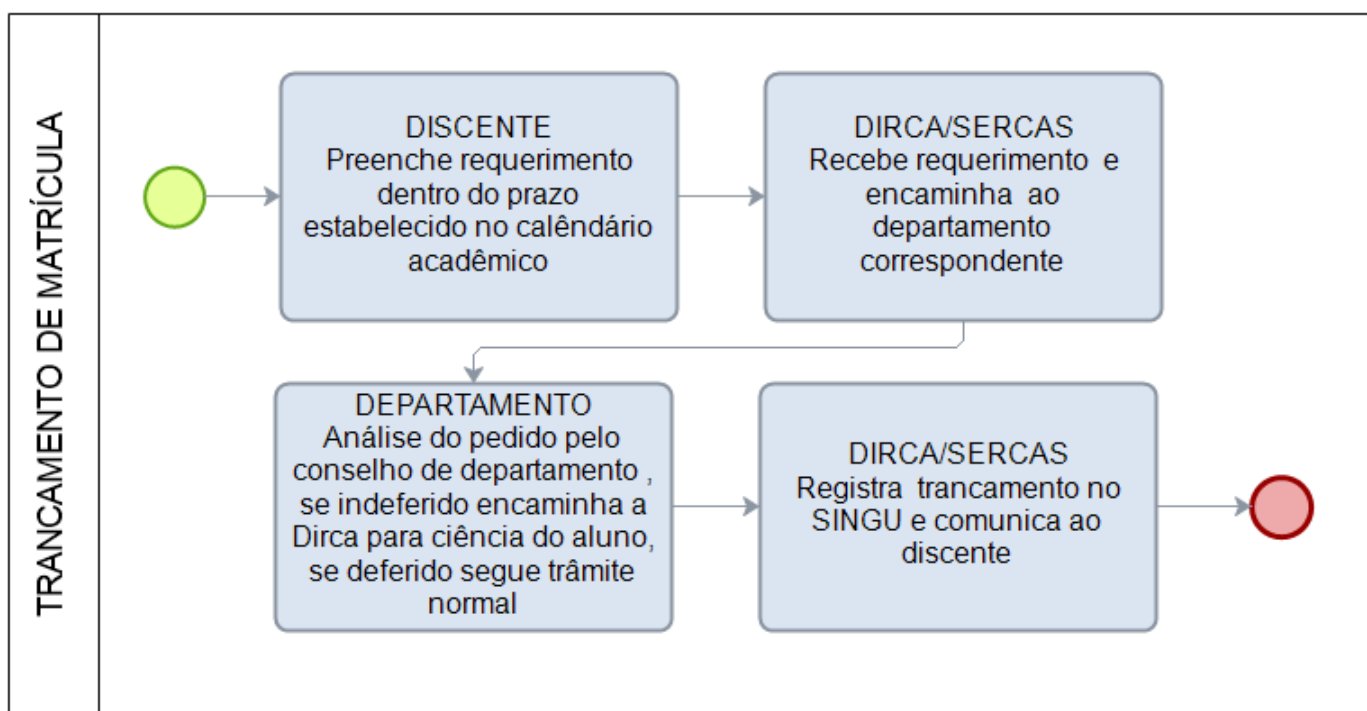 TRANCAMENTO DE MATRÍCULA
DISCENTE
Preenche requerimento
dentro do prazo
estabelecido no calêndário
acadêmico
DIRCA/SERCAS
Recebe requerimento e
encaminha ao
departamento
correspondente
DEPARTAMENTO
Análise do pedido pelo
conselho de departamento ,
se indeferido encaminha a
Dirca para ciência do aluno,
se deferido segue trâmite
normal
DIRCA/SERCAS
Registra trancamento no
SINGU e comunica ao
discente